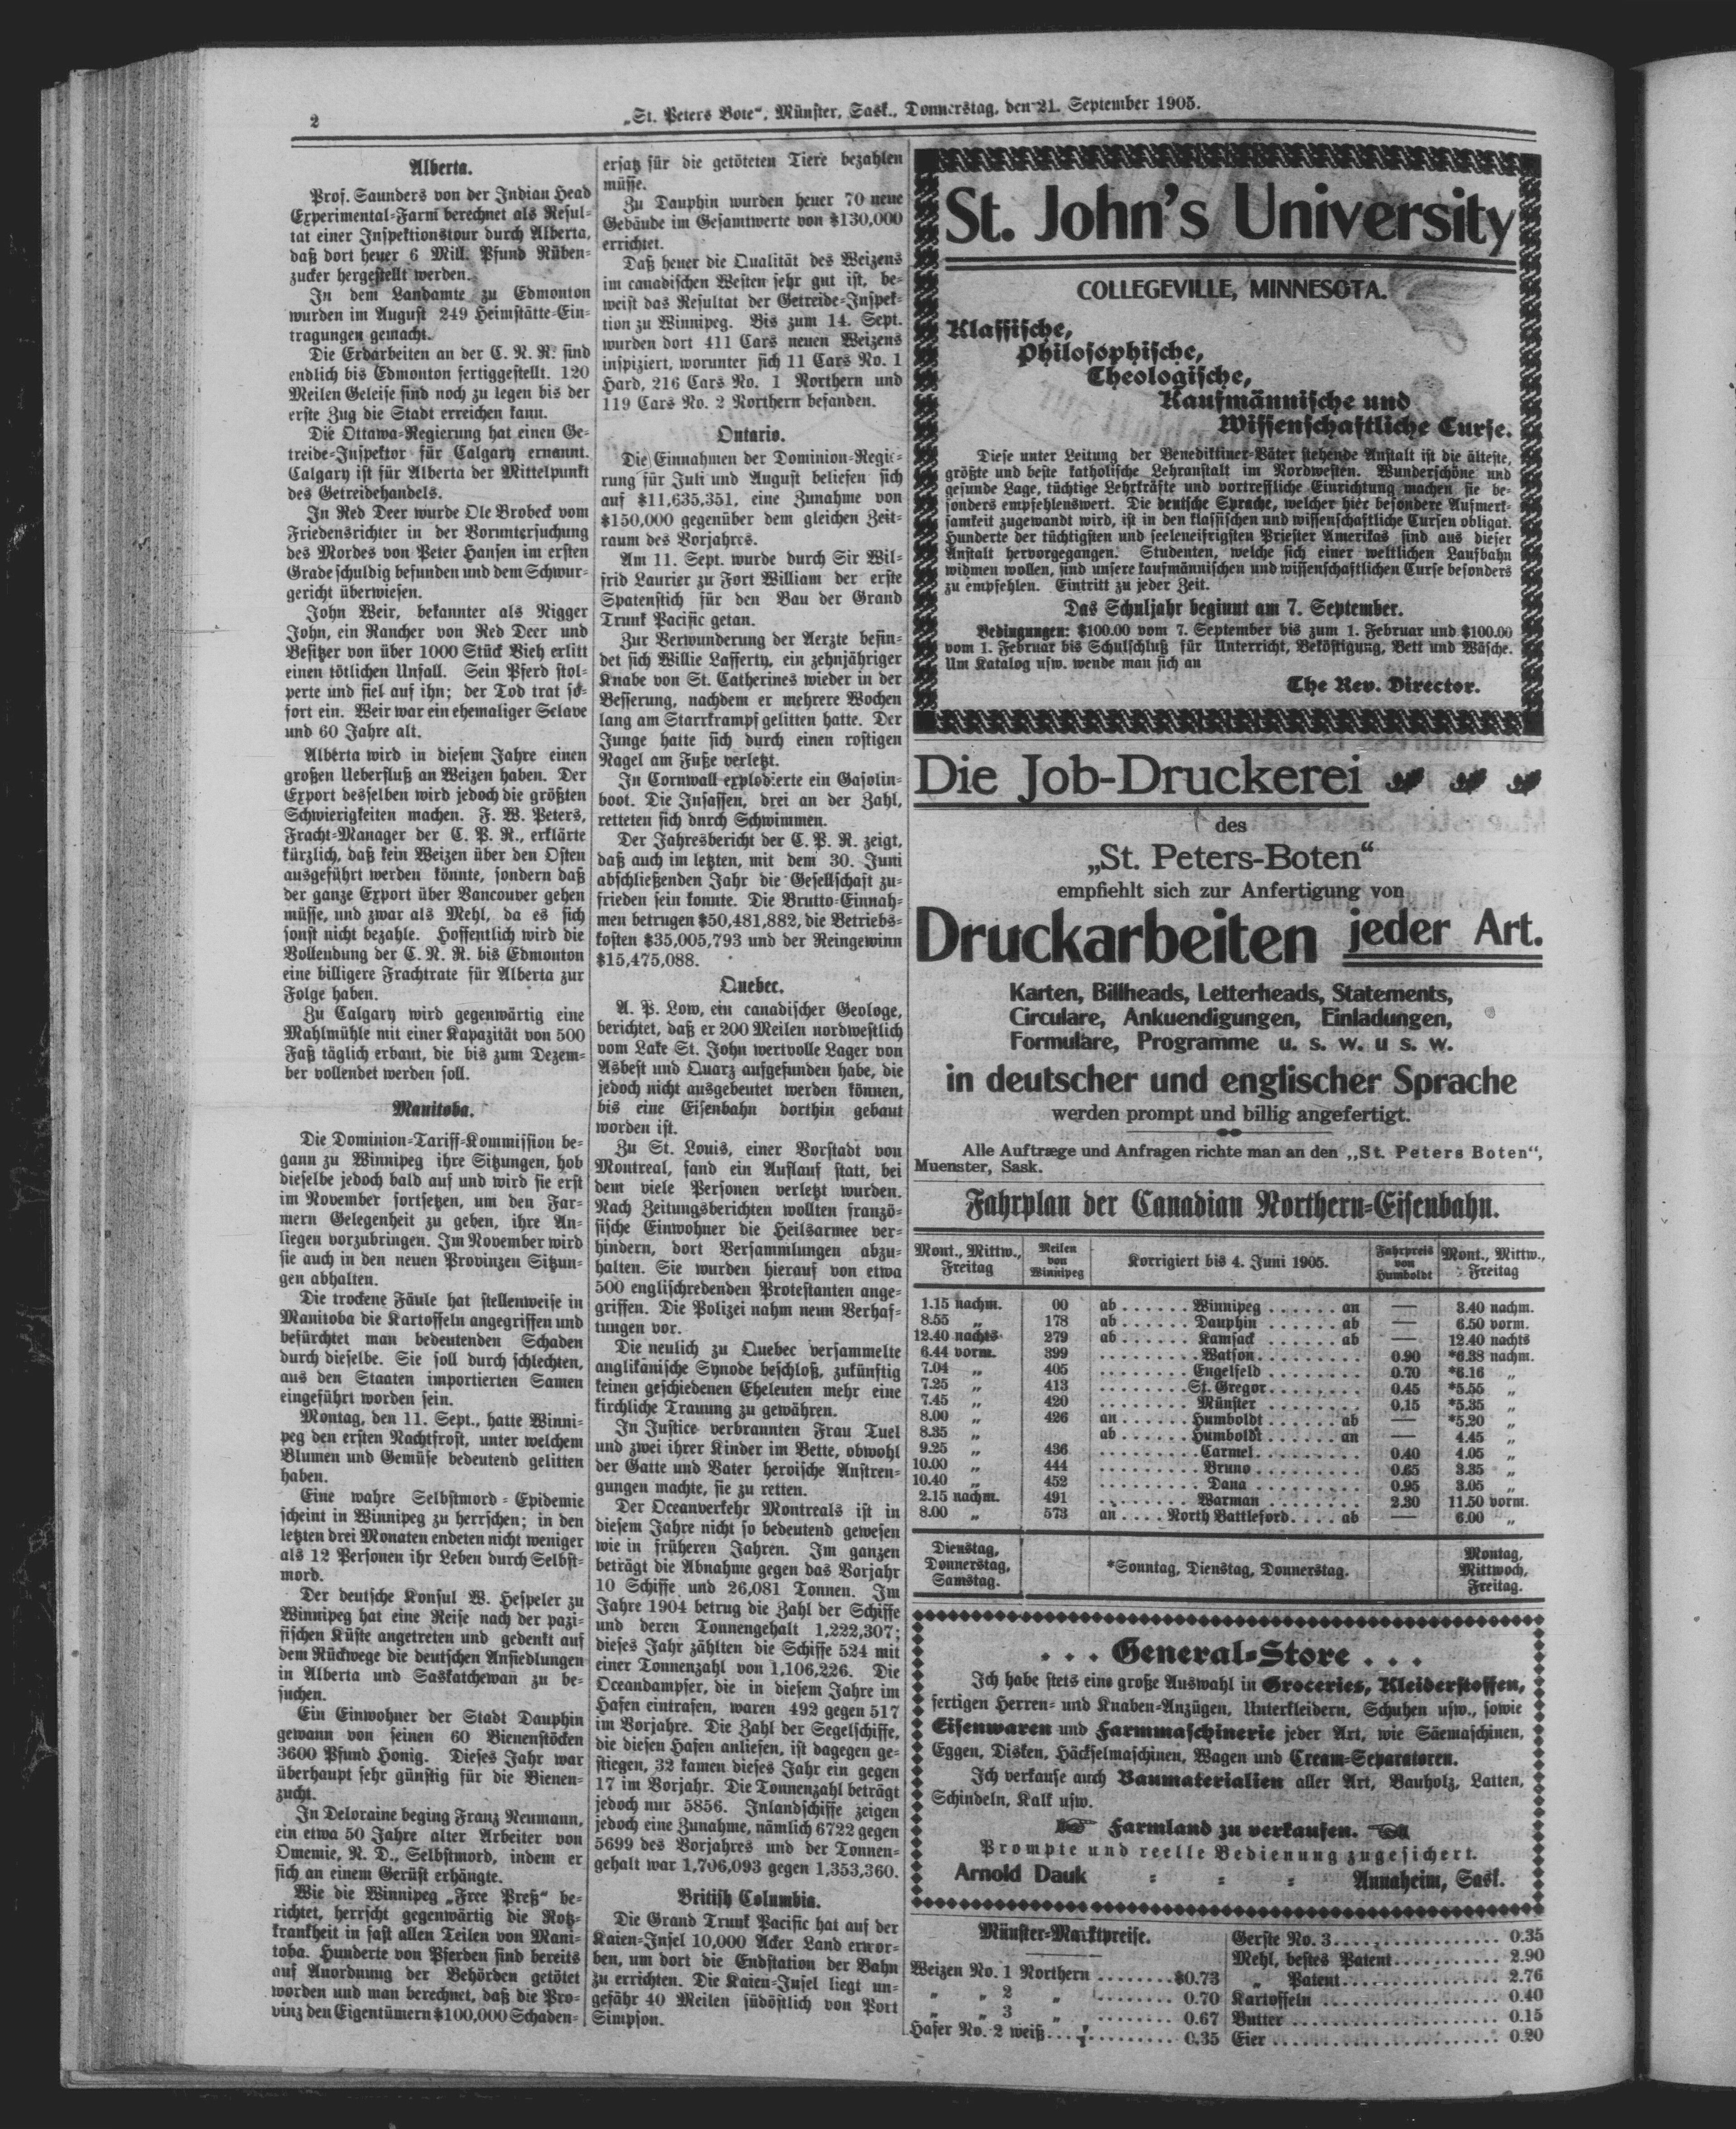 2
„St. Peters Bote“, Münster, Sask., Donnerstag, den 21. September 1905.
Alberta.
Prof. Saunders von der Indian Head
Experimental-Farm berechnet als Resul-
tat einer Inspektionstour durch Alberta,
daß dort heuer 6 Mill. Pfund Rüben-
zucker hergestellt werden.
In dem Landamte zu Edmonton
wurden im August 249 Heimstätte-Ein-
tragungen gemacht.
Die Erdarbeiten an der C. N. R. sind
endlich bis Edmonton fertiggestellt. 120
Meilen Geleise sind noch zu legen bis der
erste Zug die Stadt erreichen kann.
Die Ottawa-Regierung hat einen Ge-
treide-Inspektor für Calgary ernannt.
Calgary ist für Alberta der Mittelpunkt
des Getreidehandels.
In Red Deer wurde Ole Brobeck vom
Friedensrichter in der Voruntersuchung
des Mordes von Peter Hansen im ersten
Grade schuldig befunden und dem Schwur-
gericht überwiesen.
John Weir, bekannter als Nigger
John, ein Rancher von Red Deer und
Besitzer von über 1000 Stück Vieh erlitt
einen tötlichen Unfall. Sein Pferd stol-
perte und fiel auf ihn; der Tod trat so-
fort ein. Weir war ein ehemaliger Sclave
und 60 Jahre alt.
Alberta wird in diesem Jahre einen
großen Ueberfluß an Weizen haben. Der
Export desselben wird jedoch die größten
Schwierigkeiten machen. F. W. Peters,
Fracht-Manager der C. P. R., erklärte
kürzlich, daß kein Weizen über den Osten
ausgeführt werden könnte, sondern daß
der ganze Export über Vancouver gehen
müsse, und zwar als Mehl, da es sich
sonst nicht bezahle. Hoffentlich wird die
Vollendung der C. N. R. bis Edmonton
eine billigere Frachtrate für Alberta zur
Folge haben.
Zu Calgary wird gegenwärtig eine
Mahlmühle mit einer Kapazität von 500
Faß täglich erbaut, die bis zum Dezem-
ber vollendet werden soll.
Manitoba.
Die Dominion-Tariff-Kommission be-
gann zu Winnipeg ihre Sitzungen, hob
dieselbe jedoch bald auf und wird sie erst
im November fortsetzen, um den Far-
mern Gelegenheit zu geben, ihre An-
liegen vorzubringen. Im November wird
sie auch in den neuen Provinzen Sitzun-
gen abhalten.
Die trockene Fäule hat stellenweise in
Manitoba die Kartoffeln angegriffen und
befürchtet man bedeutenden Schaden
durch dieselbe. Sie soll durch schlechten,
aus den Staaten importierten Samen
eingeführt worden sein.
Montag, den 11. Sept., hatte Winni-
peg den ersten Nachtfrost, unter welchem
Blumen und Gemüse bedeutend gelitten
haben.
Eine wahre Selbstmord-Epidemie
scheint in Winnipeg zu herrschen; in den
letzten drei Monaten endeten nicht weniger
als 12 Personen ihr Leben durch Selbst-
mord.
Der deutsche Konsul W. Hespeler zu
Winnipeg hat eine Reise nach der pazi-
fischen Küste angetreten und gedenkt auf
dem Rückwege die deutschen Ansiedlungen
in Alberta und Saskatchewan zu be-
suchen.
Ein Einwohner der Stadt Dauphin
gewann von seinen 60 Bienenstöcken
3600 Pfund Honig. Dieses Jahr war
überhaupt sehr günstig für die Bienen-
zucht.
In Deloraine beging Franz Neumann,
ein etwa 50 Jahre alter Arbeiter von
Omemie, N. D., Selbstmord, indem er
sich an einem Gerüst erhängte.
Wie die Winnipeg „Free Preß“ be-
richtet, herrscht gegenwärtig die Rotz-
krankheit in fast allen Teilen von Mani-
toba. Hunderte von Pferden sind bereits
auf Anordnung der Behörden getötet
worden und man berechnet, daß die Pro-
vinz den Eigentümern $100,000 Schaden-
ersatz für die getöteten Tiere bezahlen
müsse.
Zu Dauphin wurden heuer 70 neue
Gebäude im Gesamtwerte von $130,000
errichtet.
Daß heuer die Qualität des Weizens
im canadischen Westen sehr gut ist, be-
weist das Resultat der Getreide-Inspek-
tion zu Winnipeg. Bis zum 14. Sept.
wurden dort 411 Cars neuen Weizens
inspiziert, worunter sich 11 Cars No. 1
Hard, 216 Cars No. 1 Northern und
119 Cars No. 2 Northern befanden.
Ontario.
Die Einnahmen der Dominion-Regie-
rung für Juli und August beliefen sich
auf $11,635,351, eine Zunahme von
$150,000 gegenüber dem gleichen Zeit-
raum des Vorjahres.
Am 11. Sept. wurde durch Sir Wil-
frid Laurier zu Fort William der erste
Spatenstich für den Bau der Grand
Trunk Pacific getan.
Zur Verwunderung der Aerzte befin-
det sich Willie Lafferty, ein zehnjähriger
Knabe von St. Catherines wieder in der
Besserung, nachdem er mehrere Wochen
lang am Starrkrampf gelitten hatte. Der
Junge hatte sich durch einen rostigen
Nagel am Fuße verletzt.
In Cornwall explodierte ein Gasolin-
boot. Die Insassen, drei an der Zahl,
retteten sich durch Schwimmen.
Der Jahresbericht der C. P. R. zeigt,
daß auch im letzten, mit dem 30. Juni
abschließenden Jahr die Gesellschaft zu-
frieden sein konnte. Die Brutto-Einnah-
men betrugen $50,481,882, die Betriebs-
kosten $35,005,793 und der Reingewinn
$15,475,088.
Quebec.
A. P. Low, ein canadischer Geologe,
berichtet, daß er 200 Meilen nordwestlich
vom Lake St. John wertvolle Lager von
Asbest und Quarz aufgefunden habe, die
jedoch nicht ausgebeutet werden können,
bis eine Eisenbahn dorthin gebaut
worden ist.
Zu St. Louis, einer Vorstadt von
Montreal, fand ein Auflauf statt, bei
dem viele Personen verletzt wurden.
Nach Zeitungsberichten wollten franzö-
sische Einwohner die Heilsarmee ver-
hindern, dort Versammlungen abzu-
halten. Sie wurden hierauf von etwa
500 englischredenden Protestanten ange-
griffen. Die Polizei nahm neun Verhaf-
tungen vor.
Die neulich zu Quebec versammelte
anglikänische Synode beschloß, zukünftig
keinen geschiedenen Eheleuten mehr eine
kirchliche Trauung zu gewähren.
In Justice verbrannten Frau Tuel
und zwei ihrer Kinder im Bette, obwohl
der Gatte und Vater heroische Anstren-
gungen machte, sie zu retten.
Der Oceanverkehr Montreals ist in
diesem Jahre nicht so bedeutend gewesen
wie in früheren Jahren. Im ganzen
beträgt die Abnahme gegen das Vorjahr
10 Schiffe und 26,081 Tonnen. Im
Jahre 1904 betrug die Zahl der Schiffe
und deren Tonnengehalt 1,222,307;
dieses Jahr zählten die Schiffe 524 mit
einer Tonnenzahl von 1,106,226. Die
Oceandampfer, die in diesem Jahre im
Hafen eintrafen, waren 492 gegen 517
im Vorjahre. Die Zahl der Segelschiffe,
die diesen Hafen anliefen, ist dagegen ge-
stiegen, 32 kamen dieses Jahr ein gegen
17 im Vorjahr. Die Tonnenzahl beträgt
jedoch nur 5856. Inlandschiffe zeigen
jedoch eine Zunahme, nämlich 6722 gegen
5699 des Vorjahres und der Tonnen-
gehalt war 1,706,093 gegen 1,353,360.
British Columbia.
Die Grand Trunk Pacific hat auf der
Kaien-Insel 10,000 Acker Land erwor-
ben, um dort die Endstation der Bahn
zu errichten. Die Kaien-Insel liegt un-
gefähr 40 Meilen südöstlich von Port
Simpson.
St. John's University
COLLEGEVILLE, MINNESOTA.
Klassische,
Philosophische,
Theologische,
Kaufmännische und
Wissenschaftliche Curse.
Diese unter Leitung der Benediktiner-Väter stehende Anstalt ist die älteste,
größte und beste katholische Lehranstalt im Nordwesten. Wunderschöne und
gesunde Lage, tüchtige Lehrkräfte und vortreffliche Einrichtung machen sie be-
sonders empfehlenswert. Die deutsche Sprache, welcher hier besondere Aufmerk-
samkeit zugewandt wird, ist in den klassischen und wissenschaftliche Cursen obligat.
Hunderte der tüchtigsten und seeleneifrigsten Priester Amerikas sind aus dieser
Anstalt hervorgegangen. Studenten, welche sich einer weltlichen Laufbahn
widmen wollen, sind unsere kaufmännischen und wissenschaftlichen Curse besonders
zu empfehlen. Eintritt zu jeder Zeit.
Das Schuljahr beginnt am 7. September.
Bedingungen: $100.00 vom 7. September bis zum 1. Februar und $100.00
vom 1. Februar bis Schulschluß für Unterricht, Beköstigung, Bett und Wäsche.
Um Katalog usw. wende man sich an
The Rev. Director.
Die Job-Druckerei
des
„St. Peters-Boten“
empfiehlt sich zur Anfertigung von
Druckarbeiten jeder Art.
Karten, Billheads, Letterheads, Statements,
Circulare, Ankuendigungen, Einladungen,
Formulare, Programme u. s. w. u s. w.
in deutscher und englischer Sprache
werden prompt und billig angefertigt.
Alle Auftræge und Anfragen richte man an den „St. Peters Boten“,
Muenster, Sask.
Fahrplan der Canadian Northern-Eisenbahn.
Mont., Mittw., Freitag | Meilen von Winnipeg | Korrigiert bis 4. Juni 1905. | Fahrpreis von Humboldt | Mont., Mittw., Freitag
1.15 nachm. 00 ab ...... Winnipeg ...... an — 3.40 nachm.
8.55 „ 178 ab ...... Dauphin ...... ab — 6.50 vorm.
12.40 nachts 279 ab ...... Kamsack ...... ab — 12.40 nachts
6.44 vorm. 399 ......... Watson ......... 0.90 *6.38 nachm.
7.04 „ 405 ........ Engelfeld ........ 0.70 *6.16 „
7.25 „ 413 ........ St. Gregor ........ 0.45 *5.55 „
7.45 „ 420 ......... Münster ........ 0.15 *5.35 „
8.00 „ 426 an ...... Humboldt ...... ab — *5.20 „
8.35 „ ab ...... Humboldt ...... an — 4.45 „
9.25 „ 436 ......... Carmel ......... 0.40 4.05 „
10.00 „ 444 ......... Bruno ......... 0.65 3.35 „
10.40 „ 452 ......... Dana ......... 0.95 3.05 „
2.15 nachm. 491 ......... Warman ........ 2.30 11.50 vorm.
8.00 „ 573 an .... North Battleford .... ab — 6.00 „
Dienstag, Donnerstag, Samstag. | *Sonntag, Dienstag, Donnerstag. | Montag, Mittwoch, Freitag.
. . . General-Store . . .
Ich habe stets eine große Auswahl in Groceries, Kleiderstoffen,
fertigen Herren- und Knaben-Anzügen, Unterkleidern, Schuhen usw., sowie
Eisenwaren und Farmmaschinerie jeder Art, wie Säemaschinen,
Eggen, Disken, Häckselmaschinen, Wagen und Cream-Separatoren.
Ich verkaufe auch Baumaterialien aller Art, Bauholz, Latten,
Schindeln, Kalk usw.
Farmland zu verkaufen.
Prompte und reelle Bedienung zugesichert.
Arnold Dauk = = = Annaheim, Sask.
Münster-Marktpreise.
Weizen No. 1 Northern ........ $0.73
„ „ 2 „ ........ 0.70
„ „ 3 „ ........ 0.67
Hafer No. 2 weiß ............. 0.35
Gerste No. 3 .................. 0.35
Mehl, bestes Patent ........... 2.90
„ Patent ................. 2.76
Kartoffeln .................... 0.40
Butter ........................ 0.15
Eier .......................... 0.20